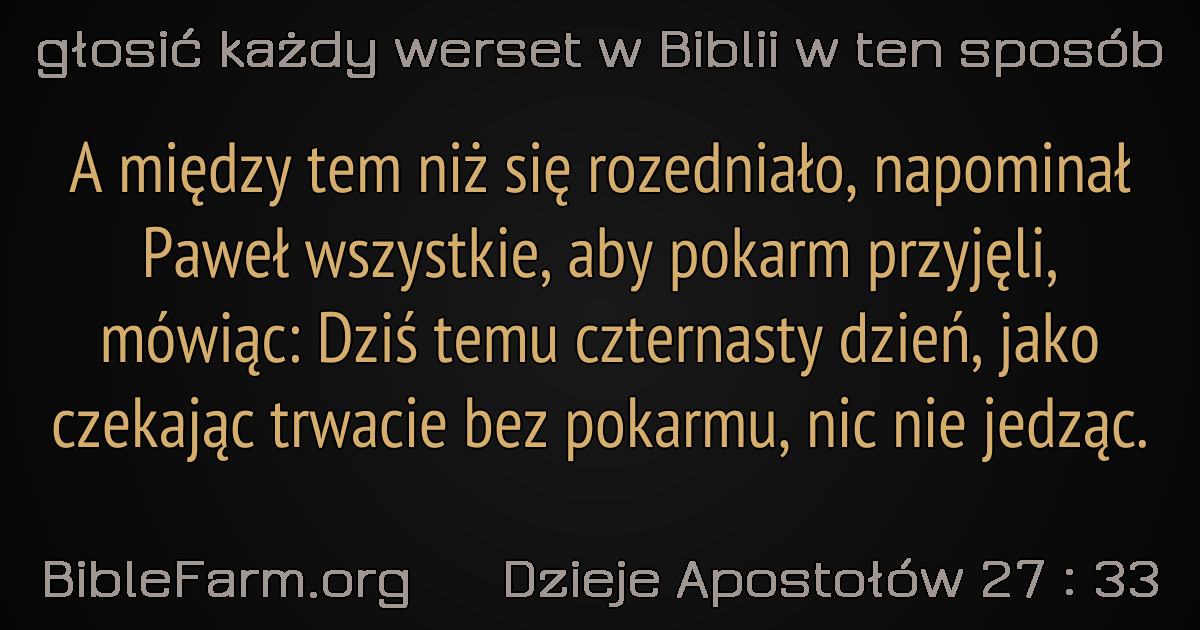 głosić każdy werset w Biblii w ten sposób
A między tem niż się rozedniało, napominał
Paweł wszystkie, aby pokarm przyjęli,
mówiąc: Dziś temu czternasty dzień, jako
czekając trwacie bez pokarmu, nic nie jedząc.
BibleFarm.org Dzieje Apostołów 27 : 33